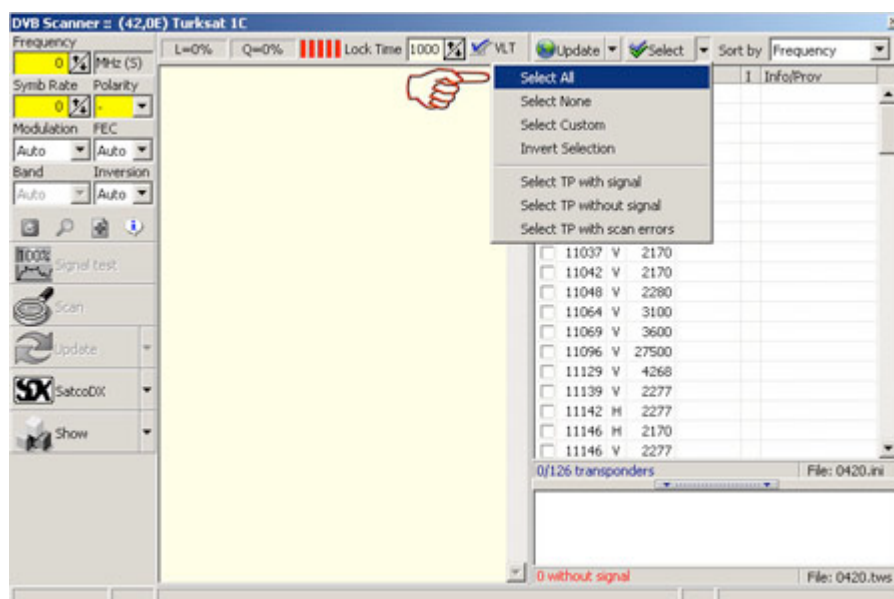 DVB Scanner :: (42,0E) Turksat 1C
Frequency
0 MHz (S)
Symb Rate Polarity
0 -
Modulation FEC
Auto Auto
Band Inversion
Auto Auto
100%
Signal test
Scan
Update
SDX SatcoDX
Show
L=0% Q=0% Lock Time 1000 VLT
Update Select Sort by Frequency
Select All
Select None
Select Custom
Invert Selection
Select TP with signal
Select TP without signal
Select TP with scan errors
I Info/Prov
11037 V 2170
11042 V 2170
11048 V 2280
11064 V 3100
11069 V 3600
11096 V 27500
11129 V 4268
11139 V 2277
11142 H 2277
11146 H 2170
11146 V 2277
0/126 transponders File: 0420.ini
0 without signal File: 0420.tws